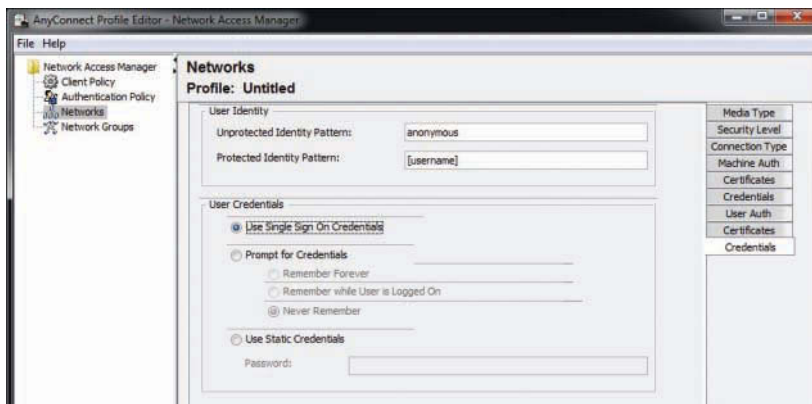 AnyConnect Profile Editor - Network Access Manager
File Help
Network Access Manager
Client Policy
Authentication Policy
Networks
Network Groups
Networks
Profile: Untitled
User Identity
Unprotected Identity Pattern: anonymous
Protected Identity Pattern: [username]
User Credentials
Use Single Sign On Credentials
Prompt for Credentials
Remember Forever
Remember while User is Logged On
Never Remember
Use Static Credentials
Password:
Media Type
Security Level
Connection Type
Machine Auth
Certificates
Credentials
User Auth
Certificates
Credentials